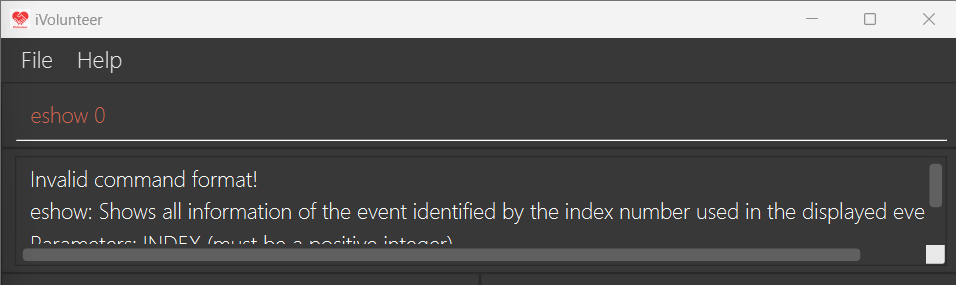 iVolunteer
File Help
eshow 0
Invalid command format!
eshow: Shows all information of the event identified by the index number used in the displayed eve
Parameters: INDEX (must be a positive integer)